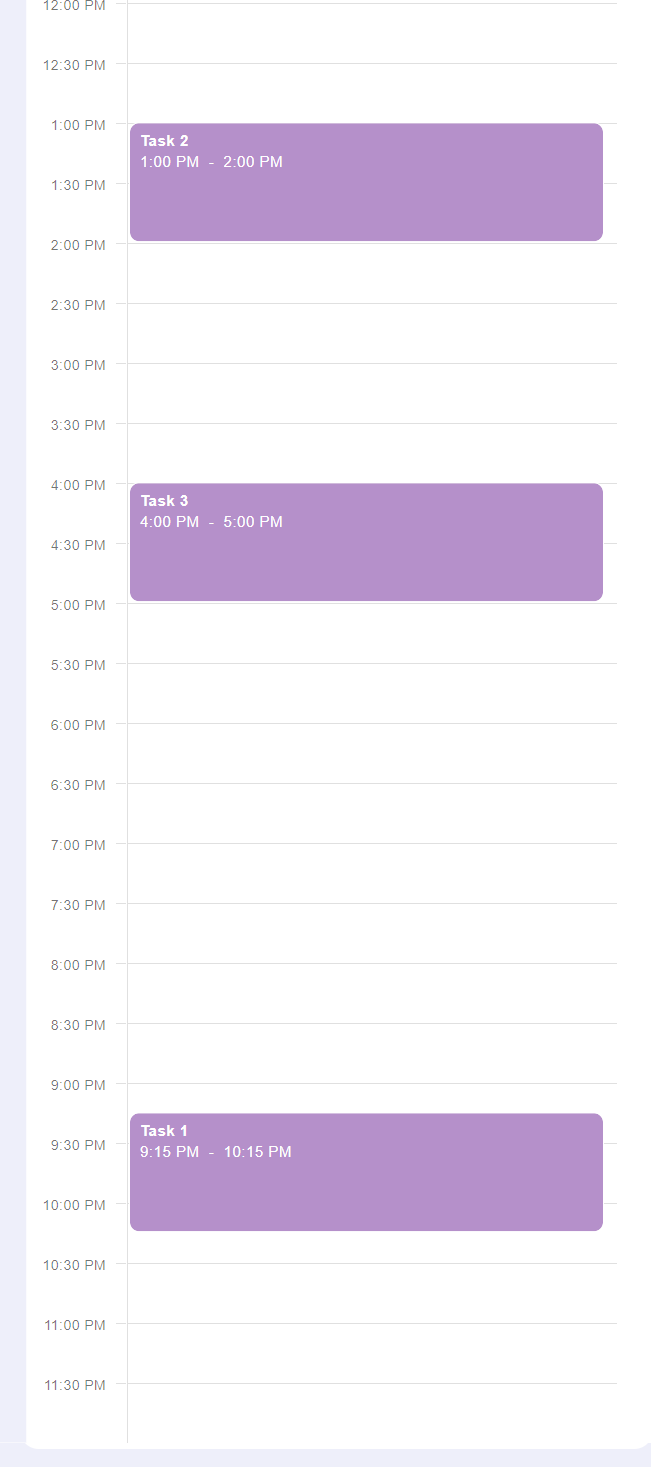 12:00 PM
12:30 PM
1:00 PM
Task 2
1:00 PM - 2:00 PM
1:30 PM
2:00 PM
2:30 PM
3:00 PM
3:30 PM
4:00 PM
Task 3
4:00 PM - 5:00 PM
4:30 PM
5:00 PM
5:30 PM
6:00 PM
6:30 PM
7:00 PM
7:30 PM
8:00 PM
8:30 PM
9:00 PM
Task 1
9:30 PM
9:15 PM - 10:15 PM
10:00 PM
10:30 PM
11:00 PM
11:30 PM